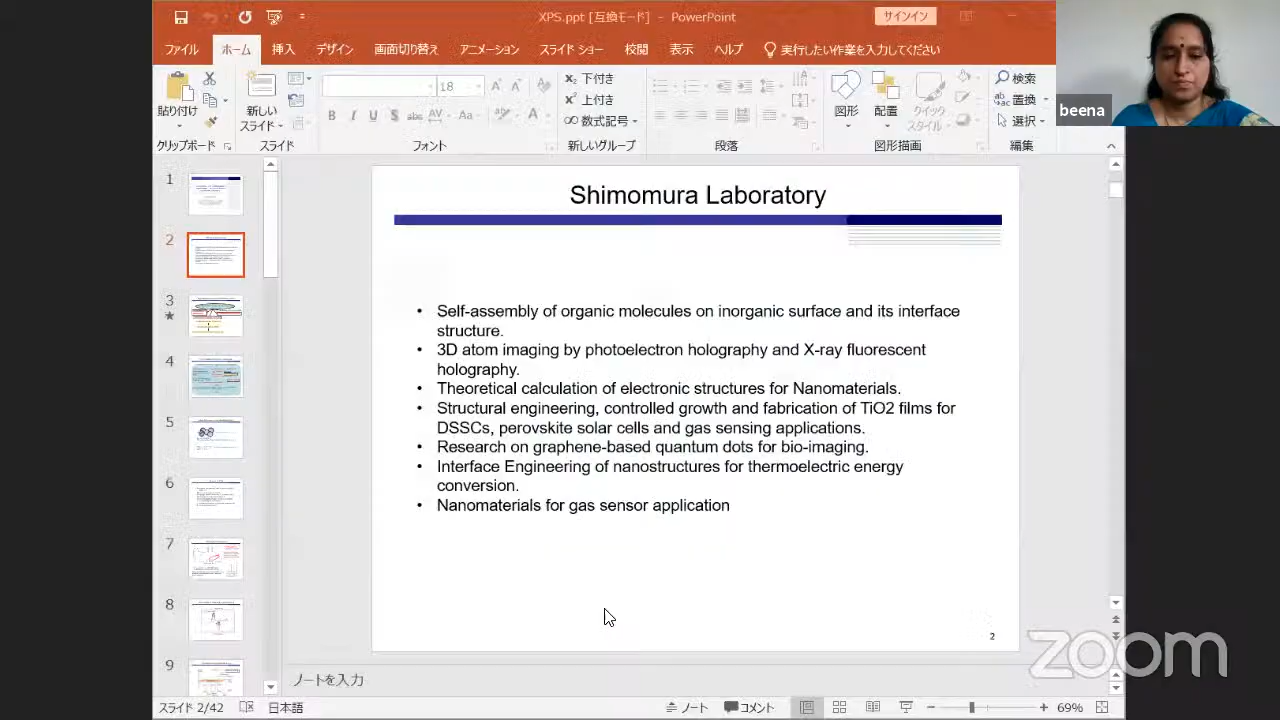 XPS.ppt [互換モード] - PowerPoint
サインイン
ファイル ホーム 挿入 デザイン 画面切り替え アニメーション スライド ショー 校閲 表示 ヘルプ 実行したい作業を入力してください
18
下付き
上付き
数式記号
貼り付け
新しい
スライド
図形
配置
クイック
スタイル
検索
置換
選択
クリップボード スライド フォント 新しいグループ 段落 図形描画 編集
beena
1
2
3
4
5
6
7
8
9
Shimomura Laboratory
• Self-assembly of organic molecules on inorganic surface and its interface
structure.
• 3D atom imaging by photoelectron holography and X-ray fluorescent
holography.
• Theoretical calculation of electronic structures for Nanomaterials.
• Structural engineering, controlled growth and fabrication of TiO2 films for
DSSCs, perovskite solar cells and gas sensing applications.
• Research on graphene-based quantum dots for bio-imaging.
• Interface Engineering of nanostructures for thermoelectric energy
conversion.
• Nanomaterials for gas sensor application
2
ノートを入力
スライド 2/42 日本語 ノート コメント 69%
zoom